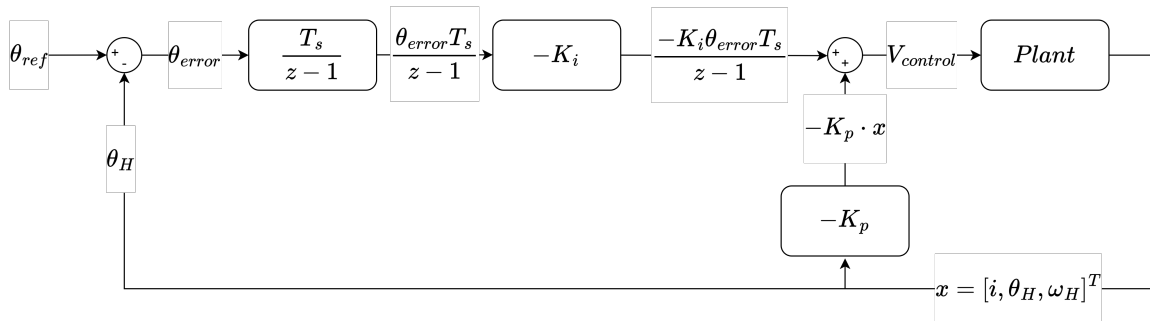 θ_ref
+
-
θ_error
T_s / (z − 1)
θ_error T_s / (z − 1)
−K_i
−K_i θ_error T_s / (z − 1)
+
+
V_control
Plant
θ_H
−K_p · x
−K_p
x = [i, θ_H, ω_H]^T